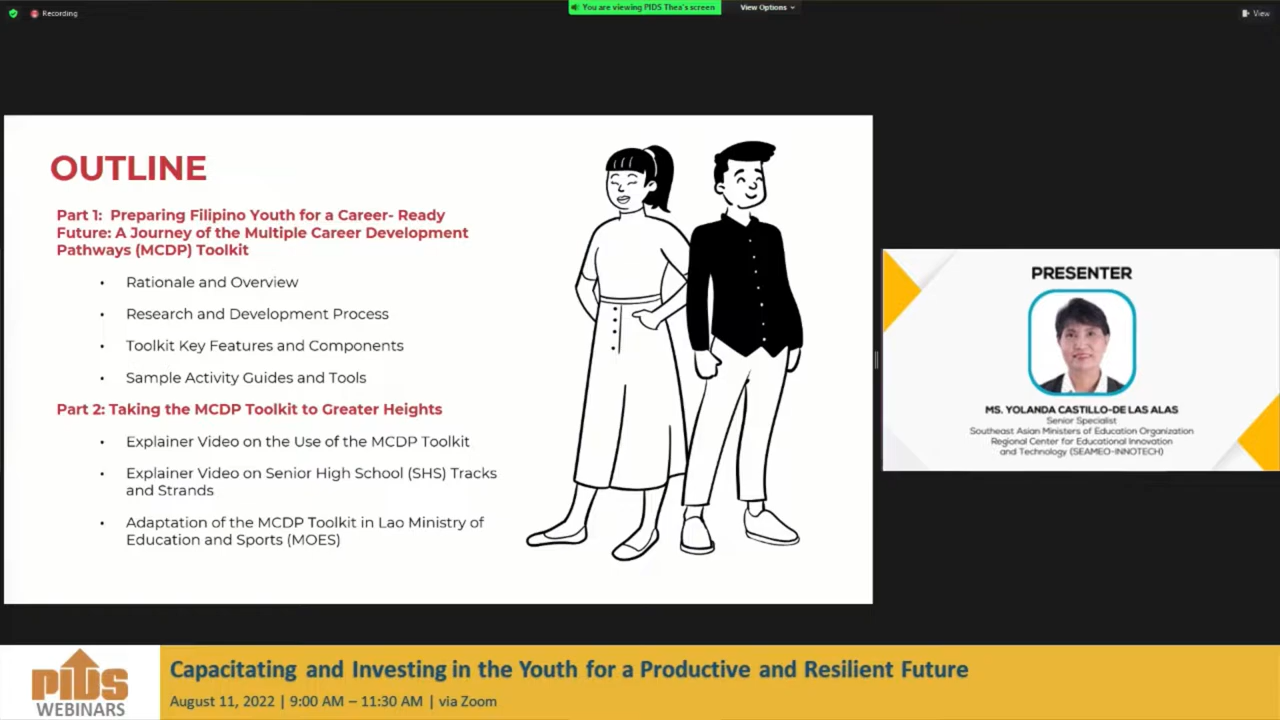 Recording
You are viewing PIDS Thea's screen
View Options
View
OUTLINE
Part 1: Preparing Filipino Youth for a Career- Ready
Future: A Journey of the Multiple Career Development
Pathways (MCDP) Toolkit
• Rationale and Overview
• Research and Development Process
• Toolkit Key Features and Components
• Sample Activity Guides and Tools
Part 2: Taking the MCDP Toolkit to Greater Heights
• Explainer Video on the Use of the MCDP Toolkit
• Explainer Video on Senior High School (SHS) Tracks
and Strands
• Adaptation of the MCDP Toolkit in Lao Ministry of
Education and Sports (MOES)
PRESENTER
MS. YOLANDA CASTILLO-DE LAS ALAS
Senior Specialist
Southeast Asian Ministers of Education Organization
Regional Center for Educational Innovation
and Technology (SEAMEO-INNOTECH)
PIDS
WEBINARS
Capacitating and Investing in the Youth for a Productive and Resilient Future
August 11, 2022 | 9:00 AM – 11:30 AM | via Zoom